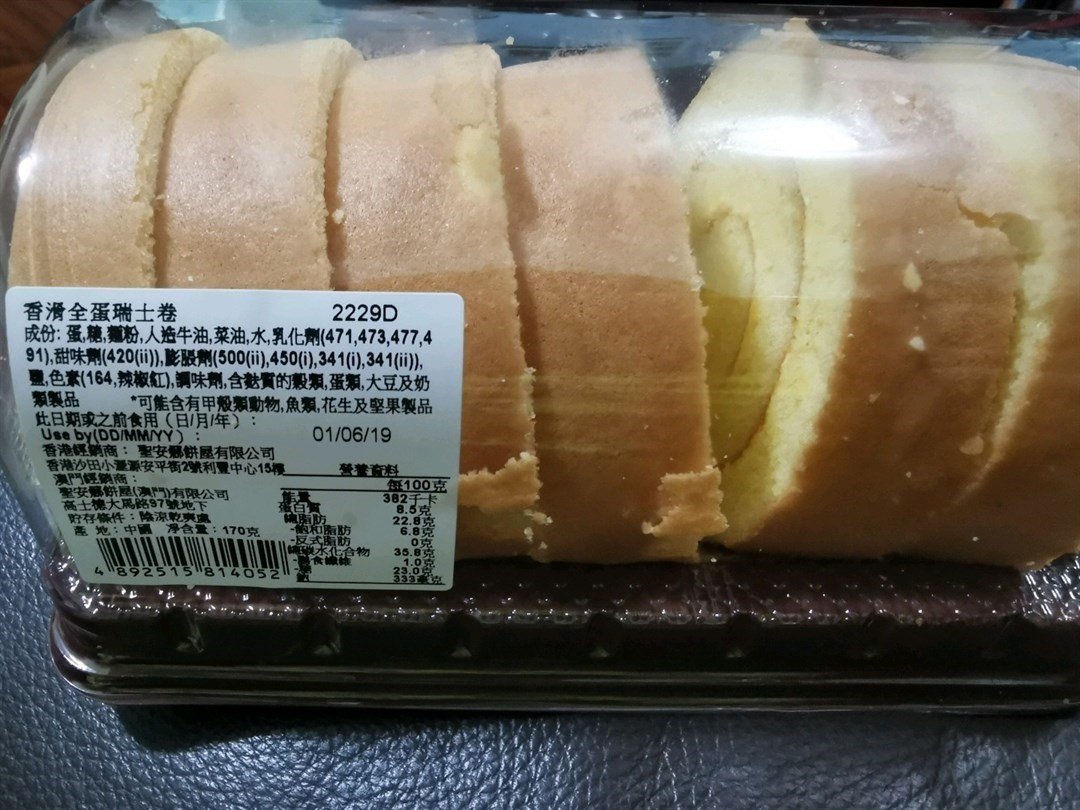 香滑全蛋瑞士卷 2229D
成份: 蛋,糖,麵粉,人造牛油,菜油,水,乳化劑(471,473,477,4
91),甜味劑(420(ii)),膨脹劑(500(ii),450(i),341(i),341(ii)),
鹽,色素(164,辣椒紅),調味劑,含麩質的穀類,蛋類,大豆及奶
類製品 *可能含有甲殼類動物,魚類,花生及堅果製品
此日期或之前食用（日/月/年）:
Use by(DD/MM/YY) : 01/06/19
香港經銷商： 聖安娜餅屋有限公司
香港沙田小瀝源安平街2號利豐中心15樓
澳門經銷商：
聖安娜餅屋(澳門)有限公司
高士德大馬路97號地下
貯存條件：陰涼乾爽處
產 地：中國 淨含量：170克
4 892515 814052
營養資料
每100克
能量 382千卡
蛋白質 8.5克
總脂肪 22.8克
-飽和脂肪 6.8克
-反式脂肪 0克
總碳水化合物 35.8克
-膳食纖維 1.0克
-糖 23.0克
鈉 333毫克